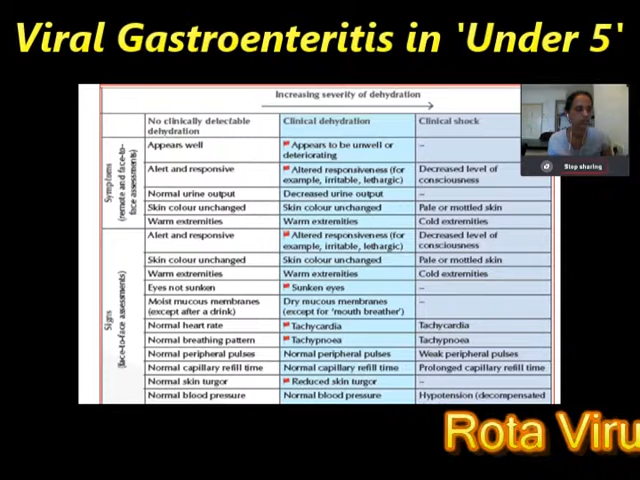 Viral Gastroenteritis in 'Under 5'
Increasing severity of dehydration
No clinically detectable dehydration Clinical dehydration Clinical shock
Symptoms (remote and face-to-face assessments)
Appears well Appears to be unwell or deteriorating –
Alert and responsive Altered responsiveness (for example, irritable, lethargic) Decreased level of consciousness
Normal urine output Decreased urine output –
Skin colour unchanged Skin colour unchanged Pale or mottled skin
Warm extremities Warm extremities Cold extremities
Signs (face-to-face assessments)
Alert and responsive Altered responsiveness (for example, irritable, lethargic) Decreased level of consciousness
Skin colour unchanged Skin colour unchanged Pale or mottled skin
Warm extremities Warm extremities Cold extremities
Eyes not sunken Sunken eyes –
Moist mucous membranes (except after a drink) Dry mucous membranes (except for 'mouth breather') –
Normal heart rate Tachycardia Tachycardia
Normal breathing pattern Tachypnoea Tachypnoea
Normal peripheral pulses Normal peripheral pulses Weak peripheral pulses
Normal capillary refill time Normal capillary refill time Prolonged capillary refill time
Normal skin turgor Reduced skin turgor –
Normal blood pressure Normal blood pressure Hypotension (decompensated
Stop sharing
Rota Viru